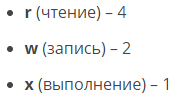 • r (чтение) – 4
• w (запись) – 2
• x (выполнение) – 1